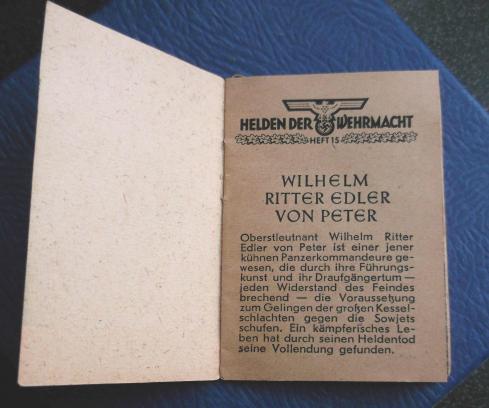 HELDEN DER WEHRMACHT
HEFT 15
WILHELM
RITTER EDLER
VON PETER
Oberstleutnant Wilhelm Ritter
Edler von Peter ist einer jener
kühnen Panzerkommandeure ge-
wesen, die durch ihre Führungs-
kunst und ihr Draufgängertum —
jeden Widerstand des Feindes
brechend — die Voraussetzung
zum Gelingen der großen Kessel-
schlachten gegen die Sowjets
schufen. Ein kämpferisches Le-
ben hat durch seinen Heldentod
seine Vollendung gefunden.